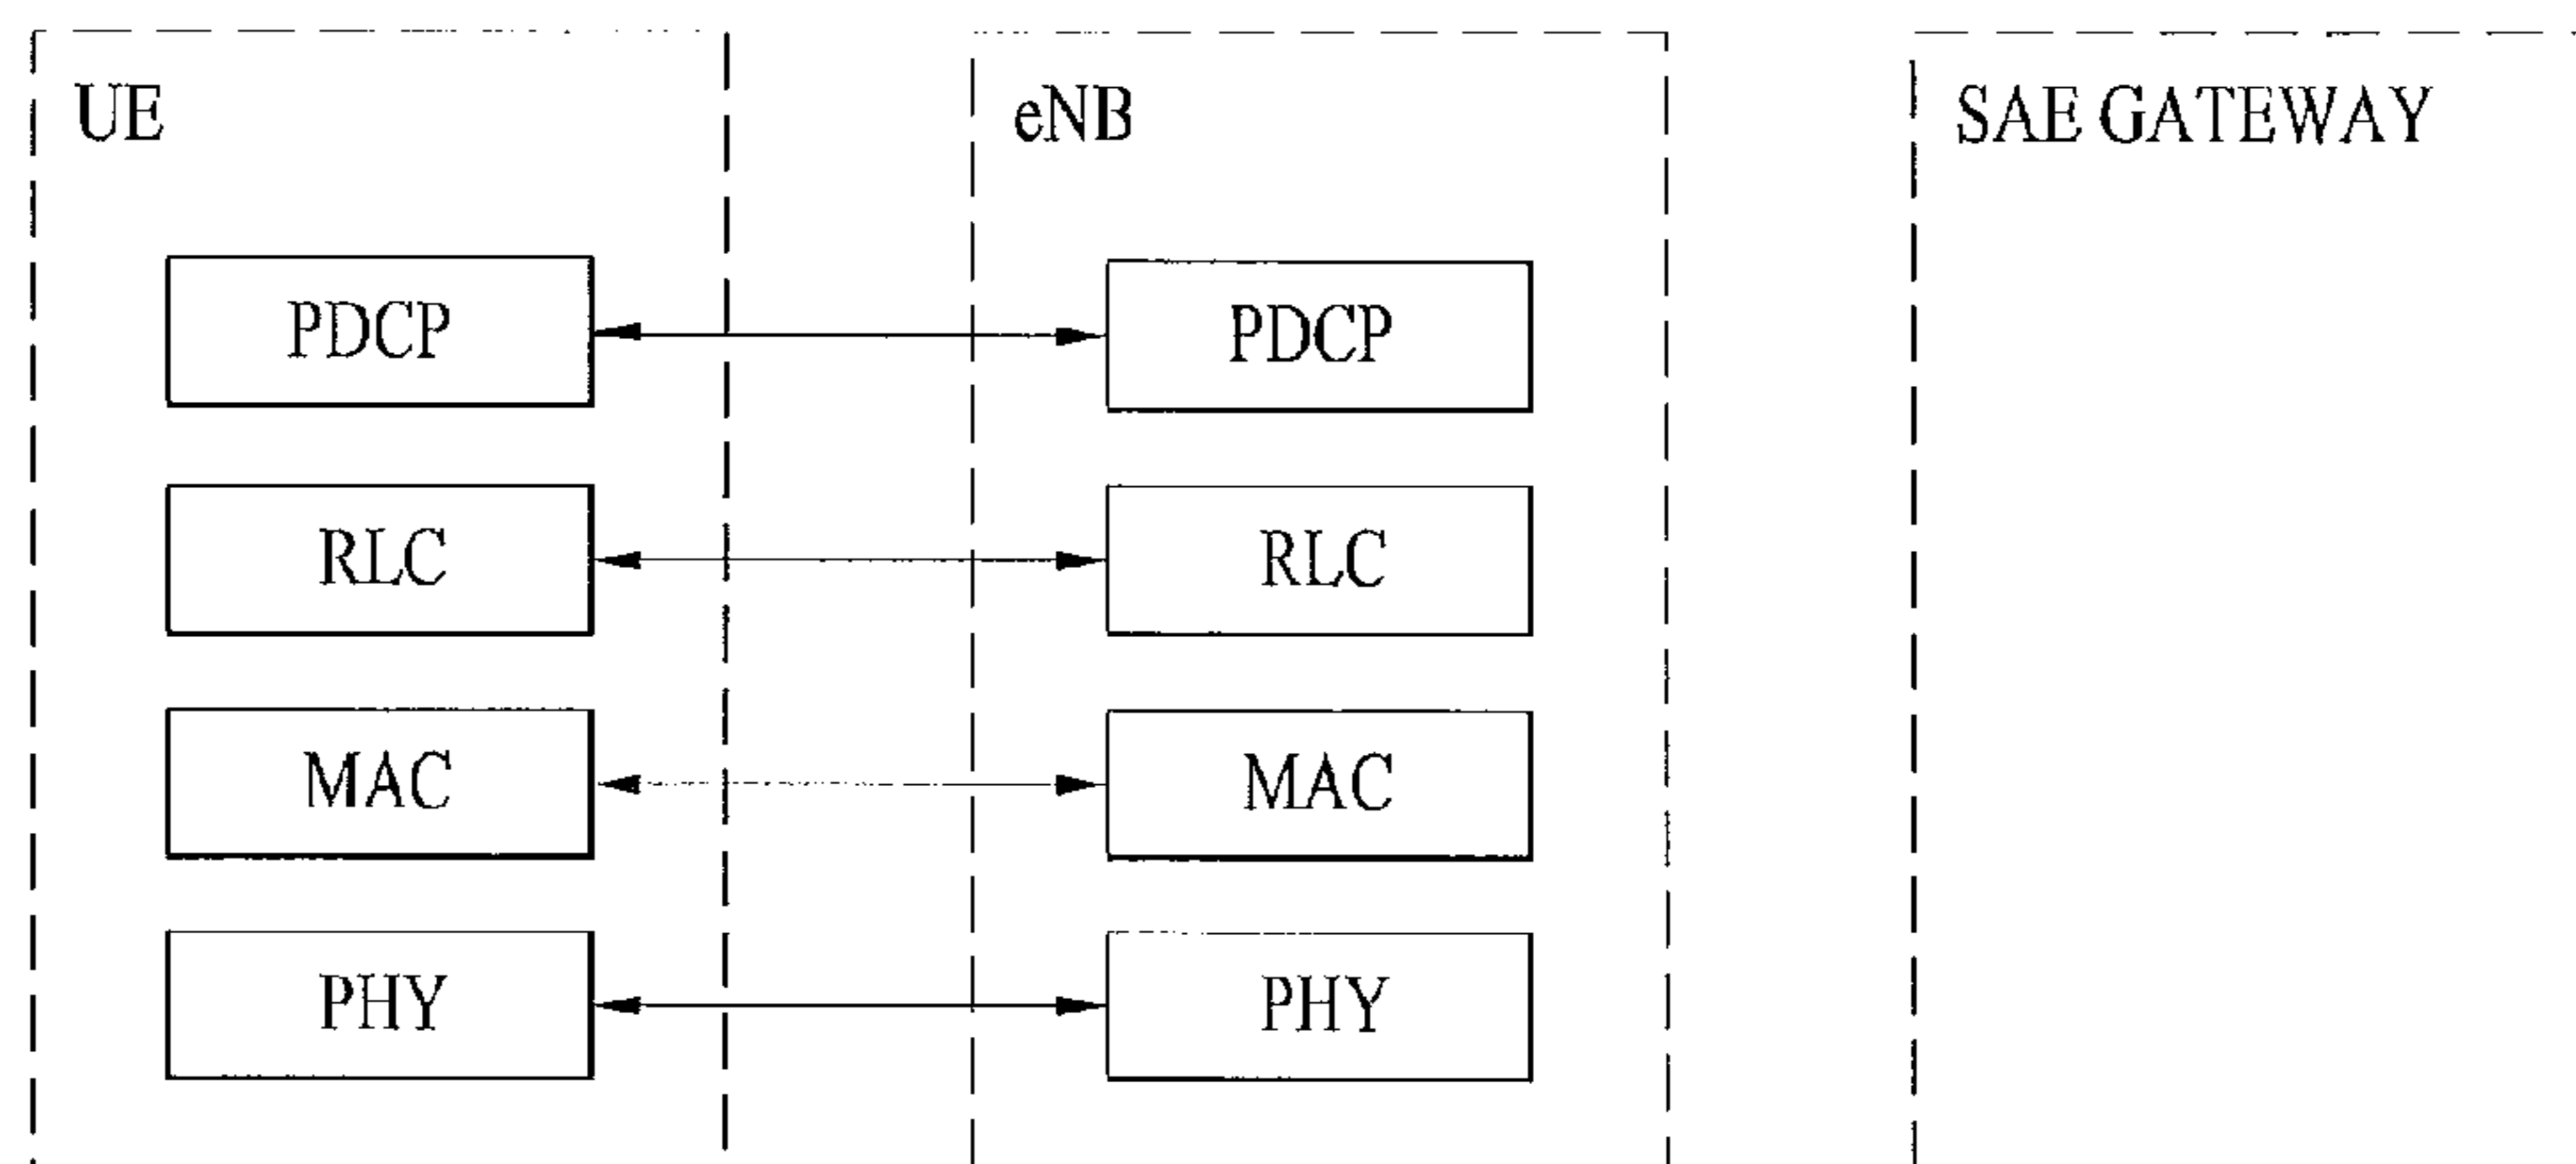 UE
eNB
SAE GATEWAY
PDCP
PDCP
RLC
RLC
MAC
MAC
PHY
PHY